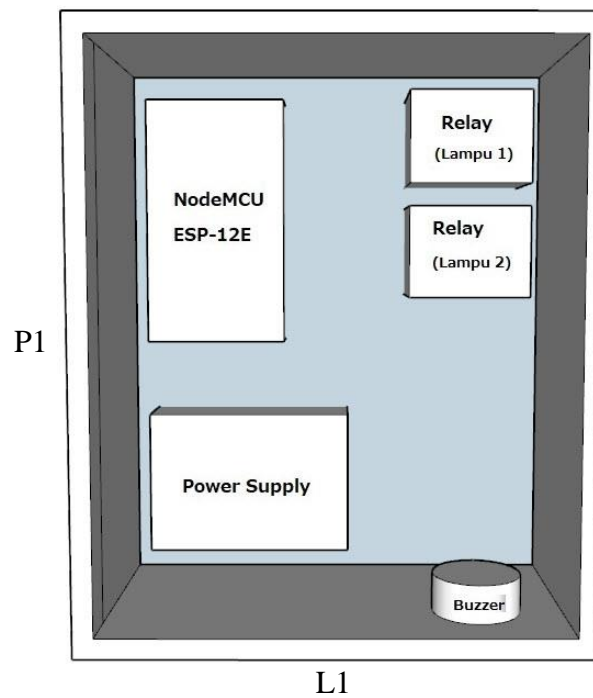 NodeMCU
ESP-12E
Relay
(Lampu 1)
Relay
(Lampu 2)
P1
Power Supply
Buzzer
L1